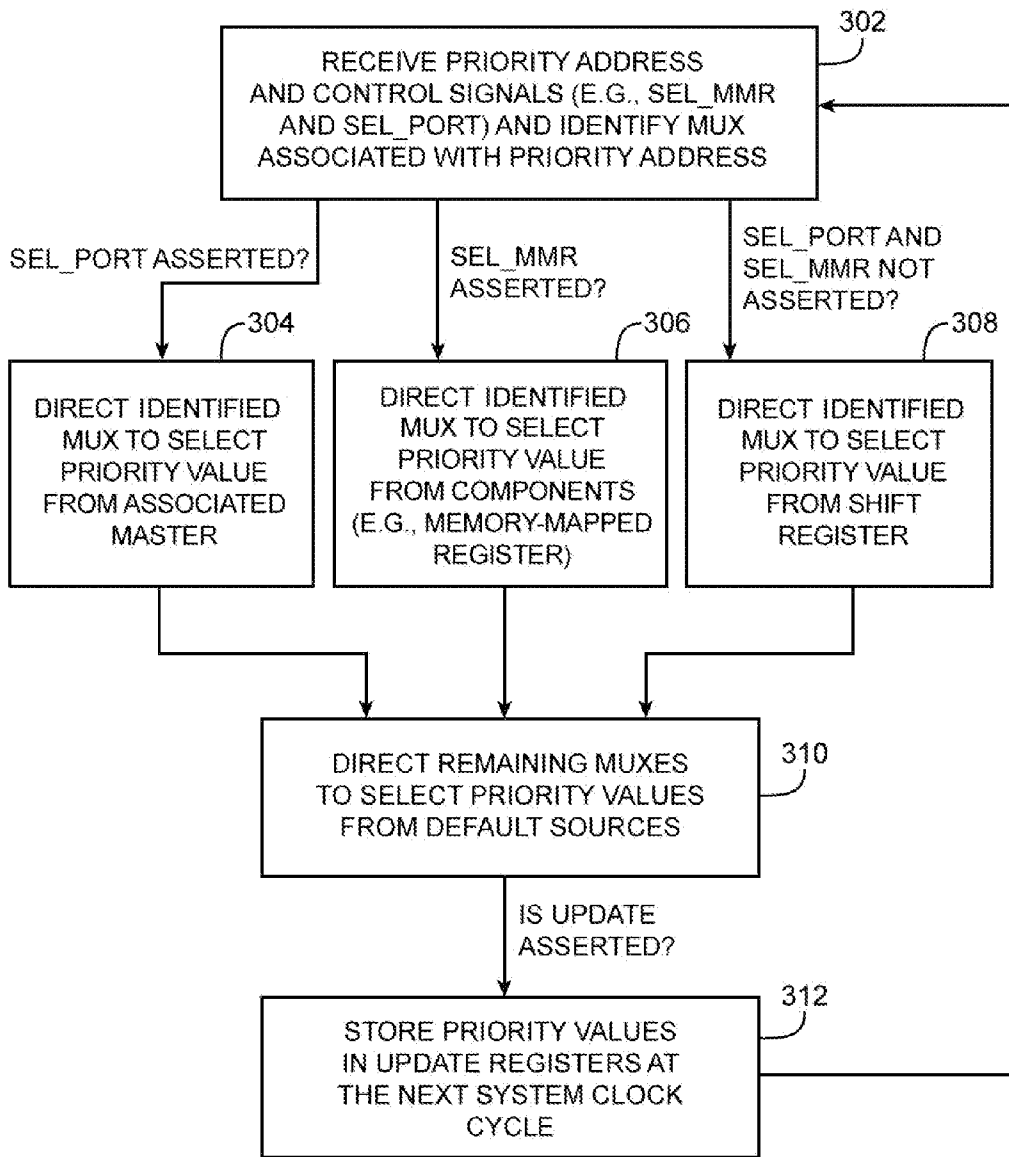 302
RECEIVE PRIORITY ADDRESS
AND CONTROL SIGNALS (E.G., SEL_MMR
AND SEL_PORT) AND IDENTIFY MUX
ASSOCIATED WITH PRIORITY ADDRESS
SEL_PORT ASSERTED?
SEL_MMR
ASSERTED?
SEL_PORT AND
SEL_MMR NOT
ASSERTED?
304
DIRECT IDENTIFIED
MUX TO SELECT
PRIORITY VALUE
FROM ASSOCIATED
MASTER
306
DIRECT IDENTIFIED
MUX TO SELECT
PRIORITY VALUE
FROM COMPONENTS
(E.G., MEMORY-MAPPED
REGISTER)
308
DIRECT IDENTIFIED
MUX TO SELECT
PRIORITY VALUE
FROM SHIFT
REGISTER
310
DIRECT REMAINING MUXES
TO SELECT PRIORITY VALUES
FROM DEFAULT SOURCES
IS UPDATE
ASSERTED?
312
STORE PRIORITY VALUES
IN UPDATE REGISTERS AT
THE NEXT SYSTEM CLOCK
CYCLE